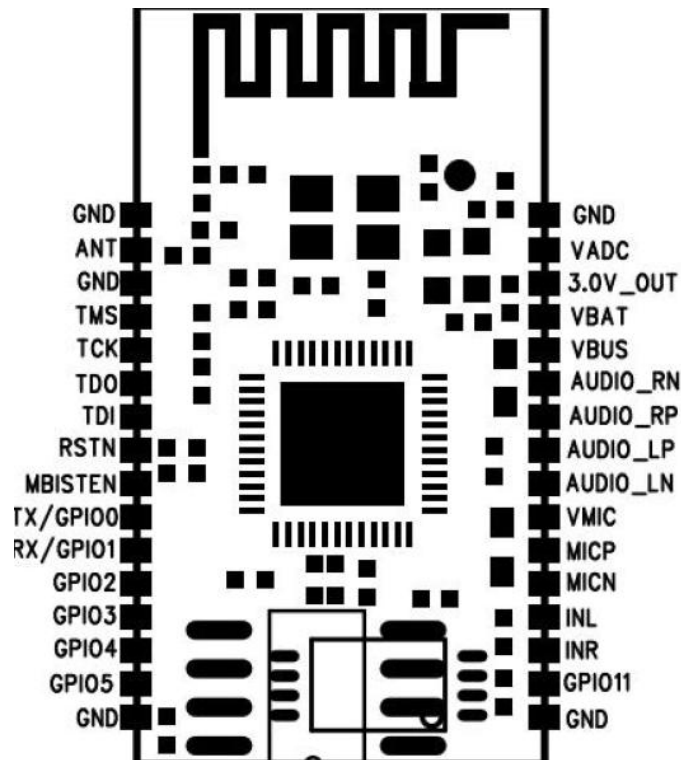 GND
ANT
GND
TMS
TCK
TDO
TDI
RSTN
MBISTEN
TX/GPIO0
RX/GPIO1
GPIO2
GPIO3
GPIO4
GPIO5
GND
GND
VADC
3.0V_OUT
VBAT
VBUS
AUDIO_RN
AUDIO_RP
AUDIO_LP
AUDIO_LN
VMIC
MICP
MICN
INL
INR
GPIO11
GND